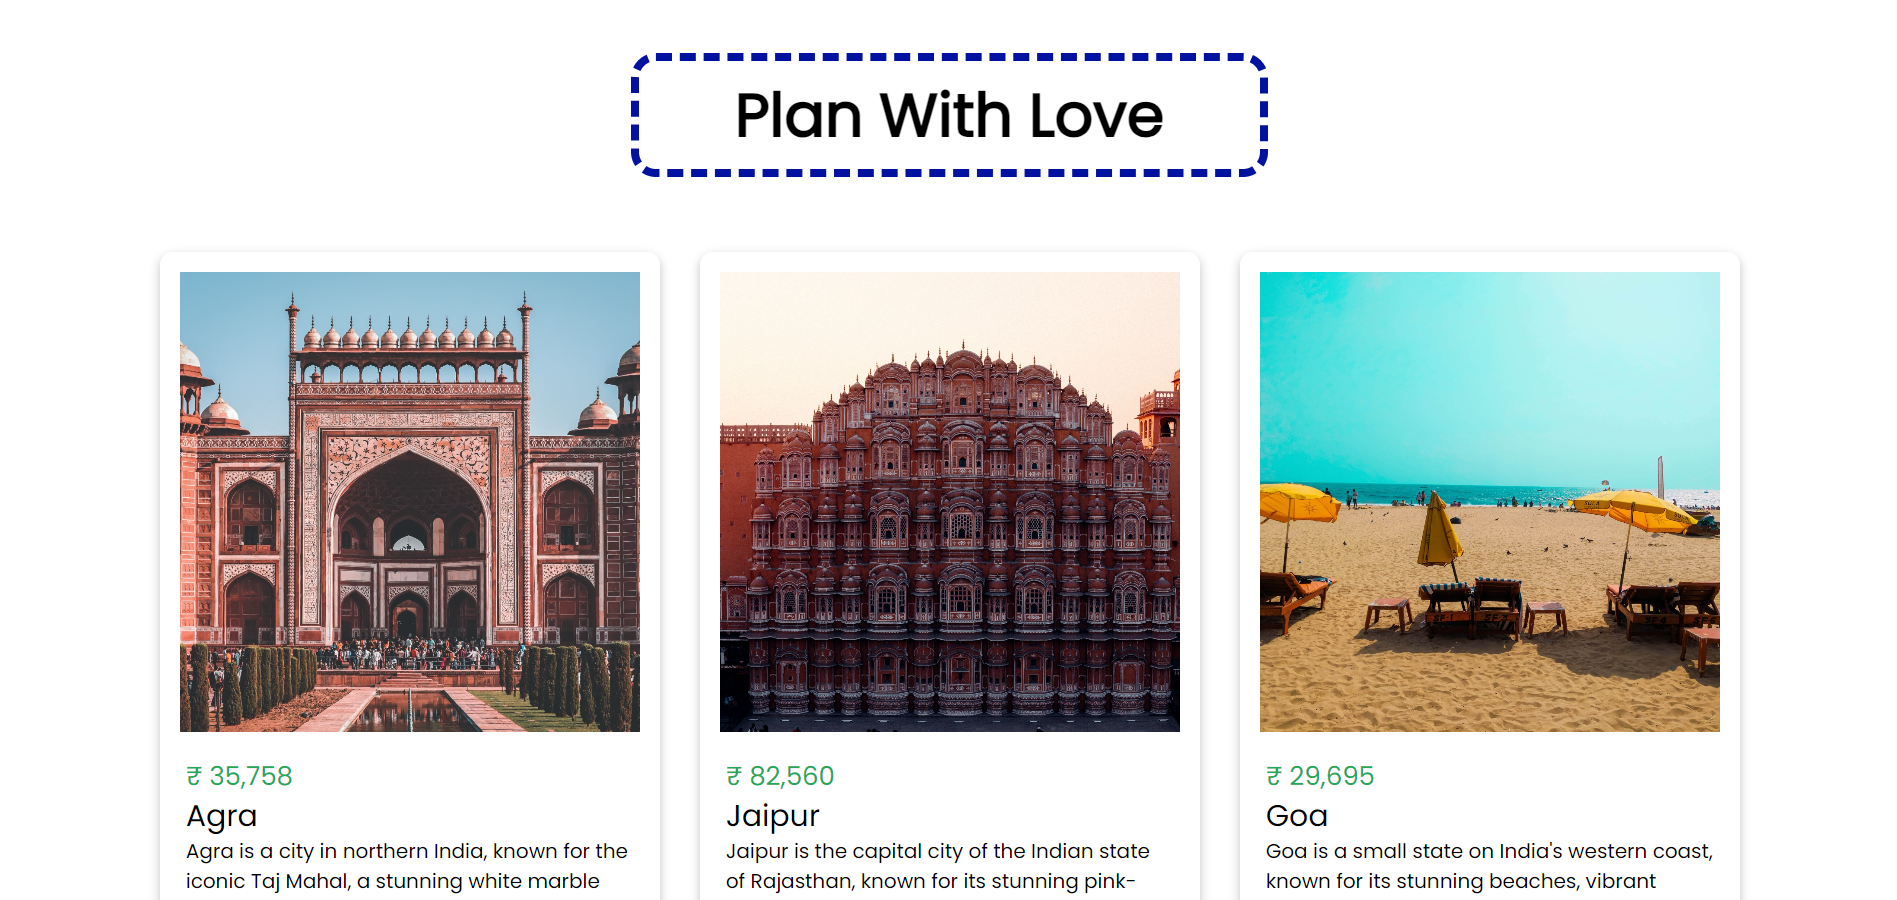 Plan With Love
₹ 35,758
Agra
Agra is a city in northern India, known for the
iconic Taj Mahal, a stunning white marble
₹ 82,560
Jaipur
Jaipur is the capital city of the Indian state
of Rajasthan, known for its stunning pink-
₹ 29,695
Goa
Goa is a small state on India's western coast,
known for its stunning beaches, vibrant